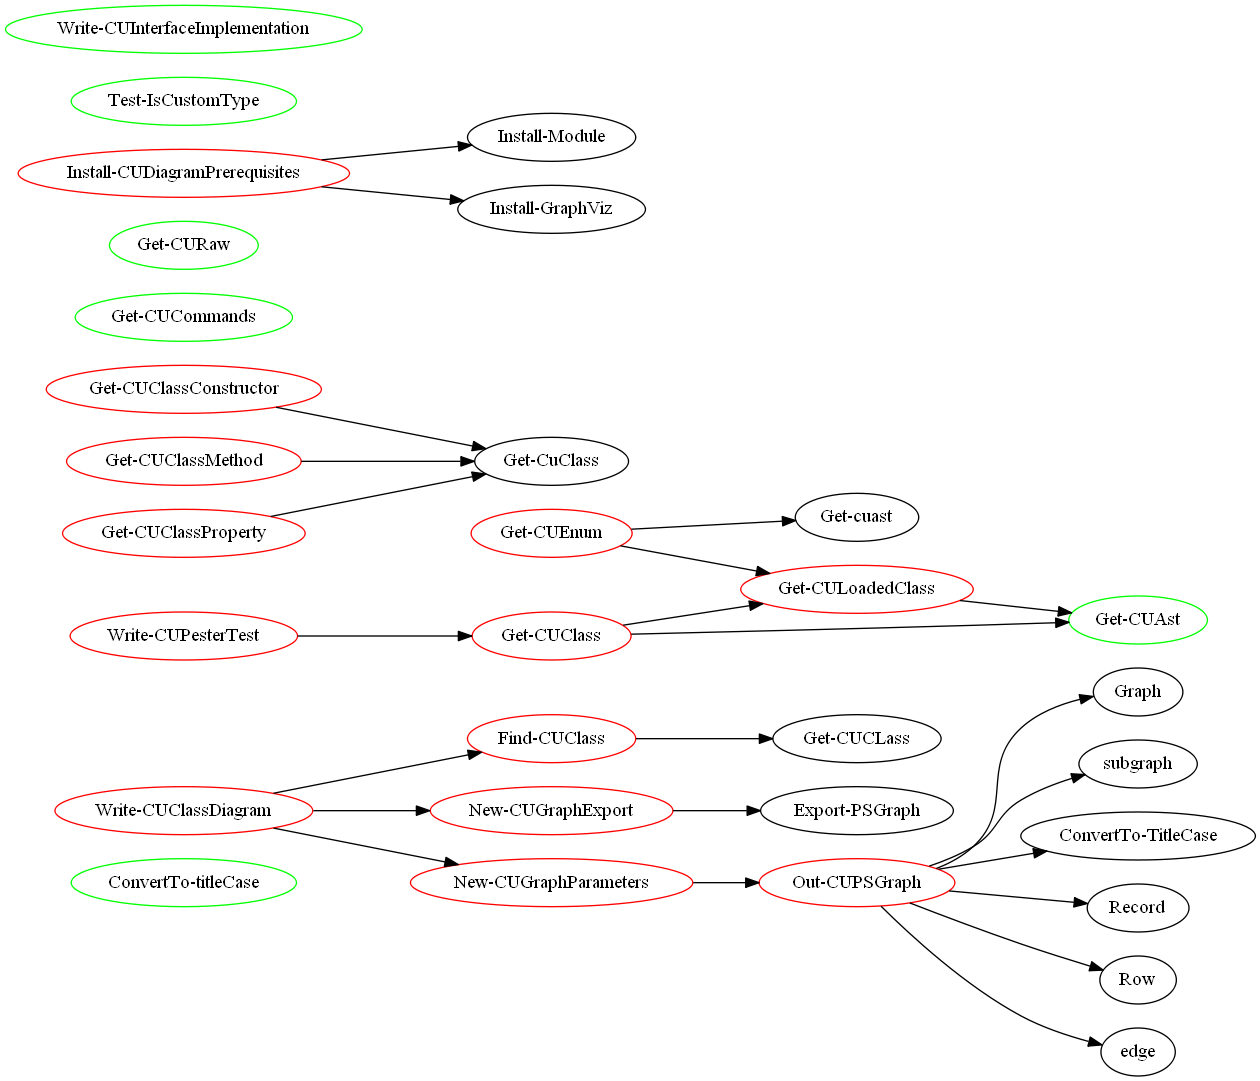 Write-CUInterfaceImplementation
Test-IsCustomType
Install-Module
Install-CUDiagramPrerequisites
Install-GraphViz
Get-CURaw
Get-CUCommands
Get-CUClassConstructor
Get-CUClassMethod
Get-CuClass
Get-CUClassProperty
Get-CUEnum
Get-cuast
Get-CULoadedClass
Get-CUAst
Write-CUPesterTest
Get-CUClass
Graph
Find-CUClass
Get-CUCLass
subgraph
Write-CUClassDiagram
New-CUGraphExport
Export-PSGraph
ConvertTo-TitleCase
ConvertTo-titleCase
New-CUGraphParameters
Out-CUPSGraph
Record
Row
edge